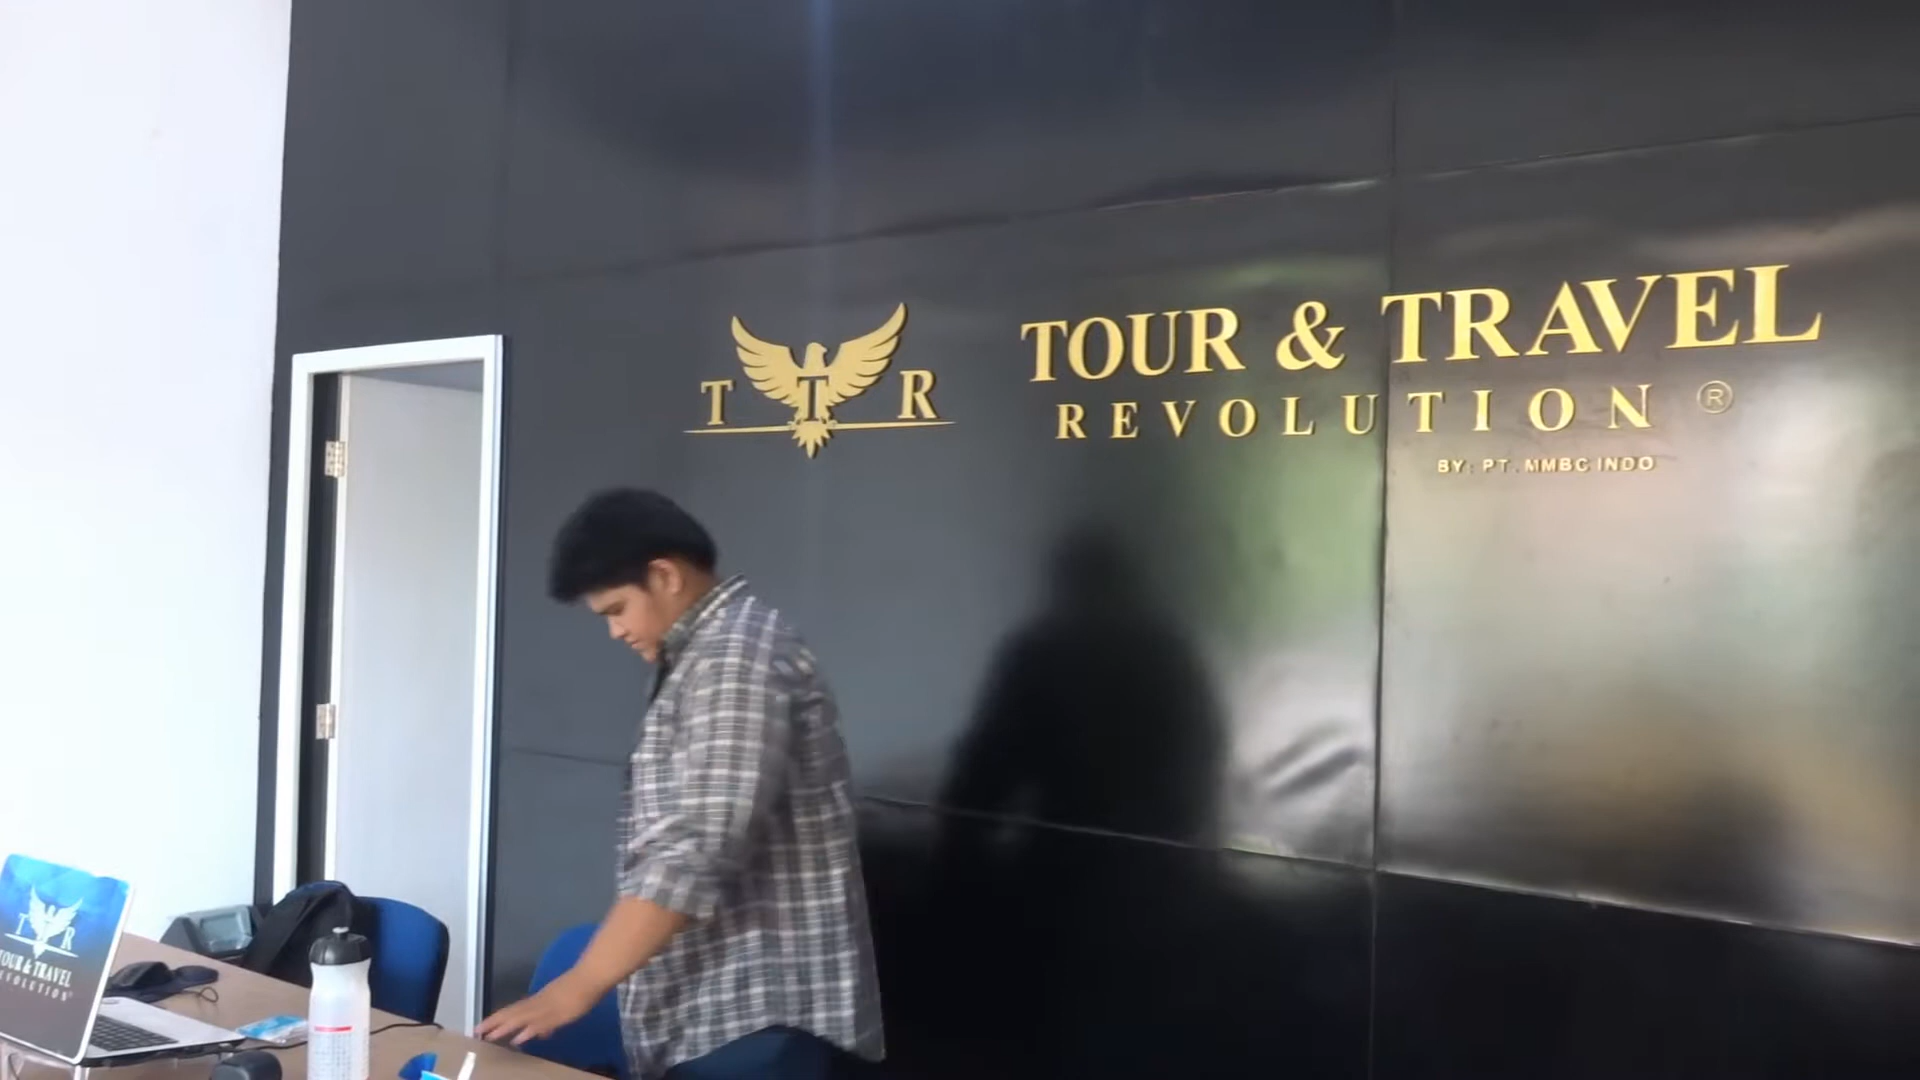 T T R
TOUR & TRAVEL
REVOLUTION ®
BY: PT. MMBC INDO
T R
TOUR & TRAVEL
REVOLUTION